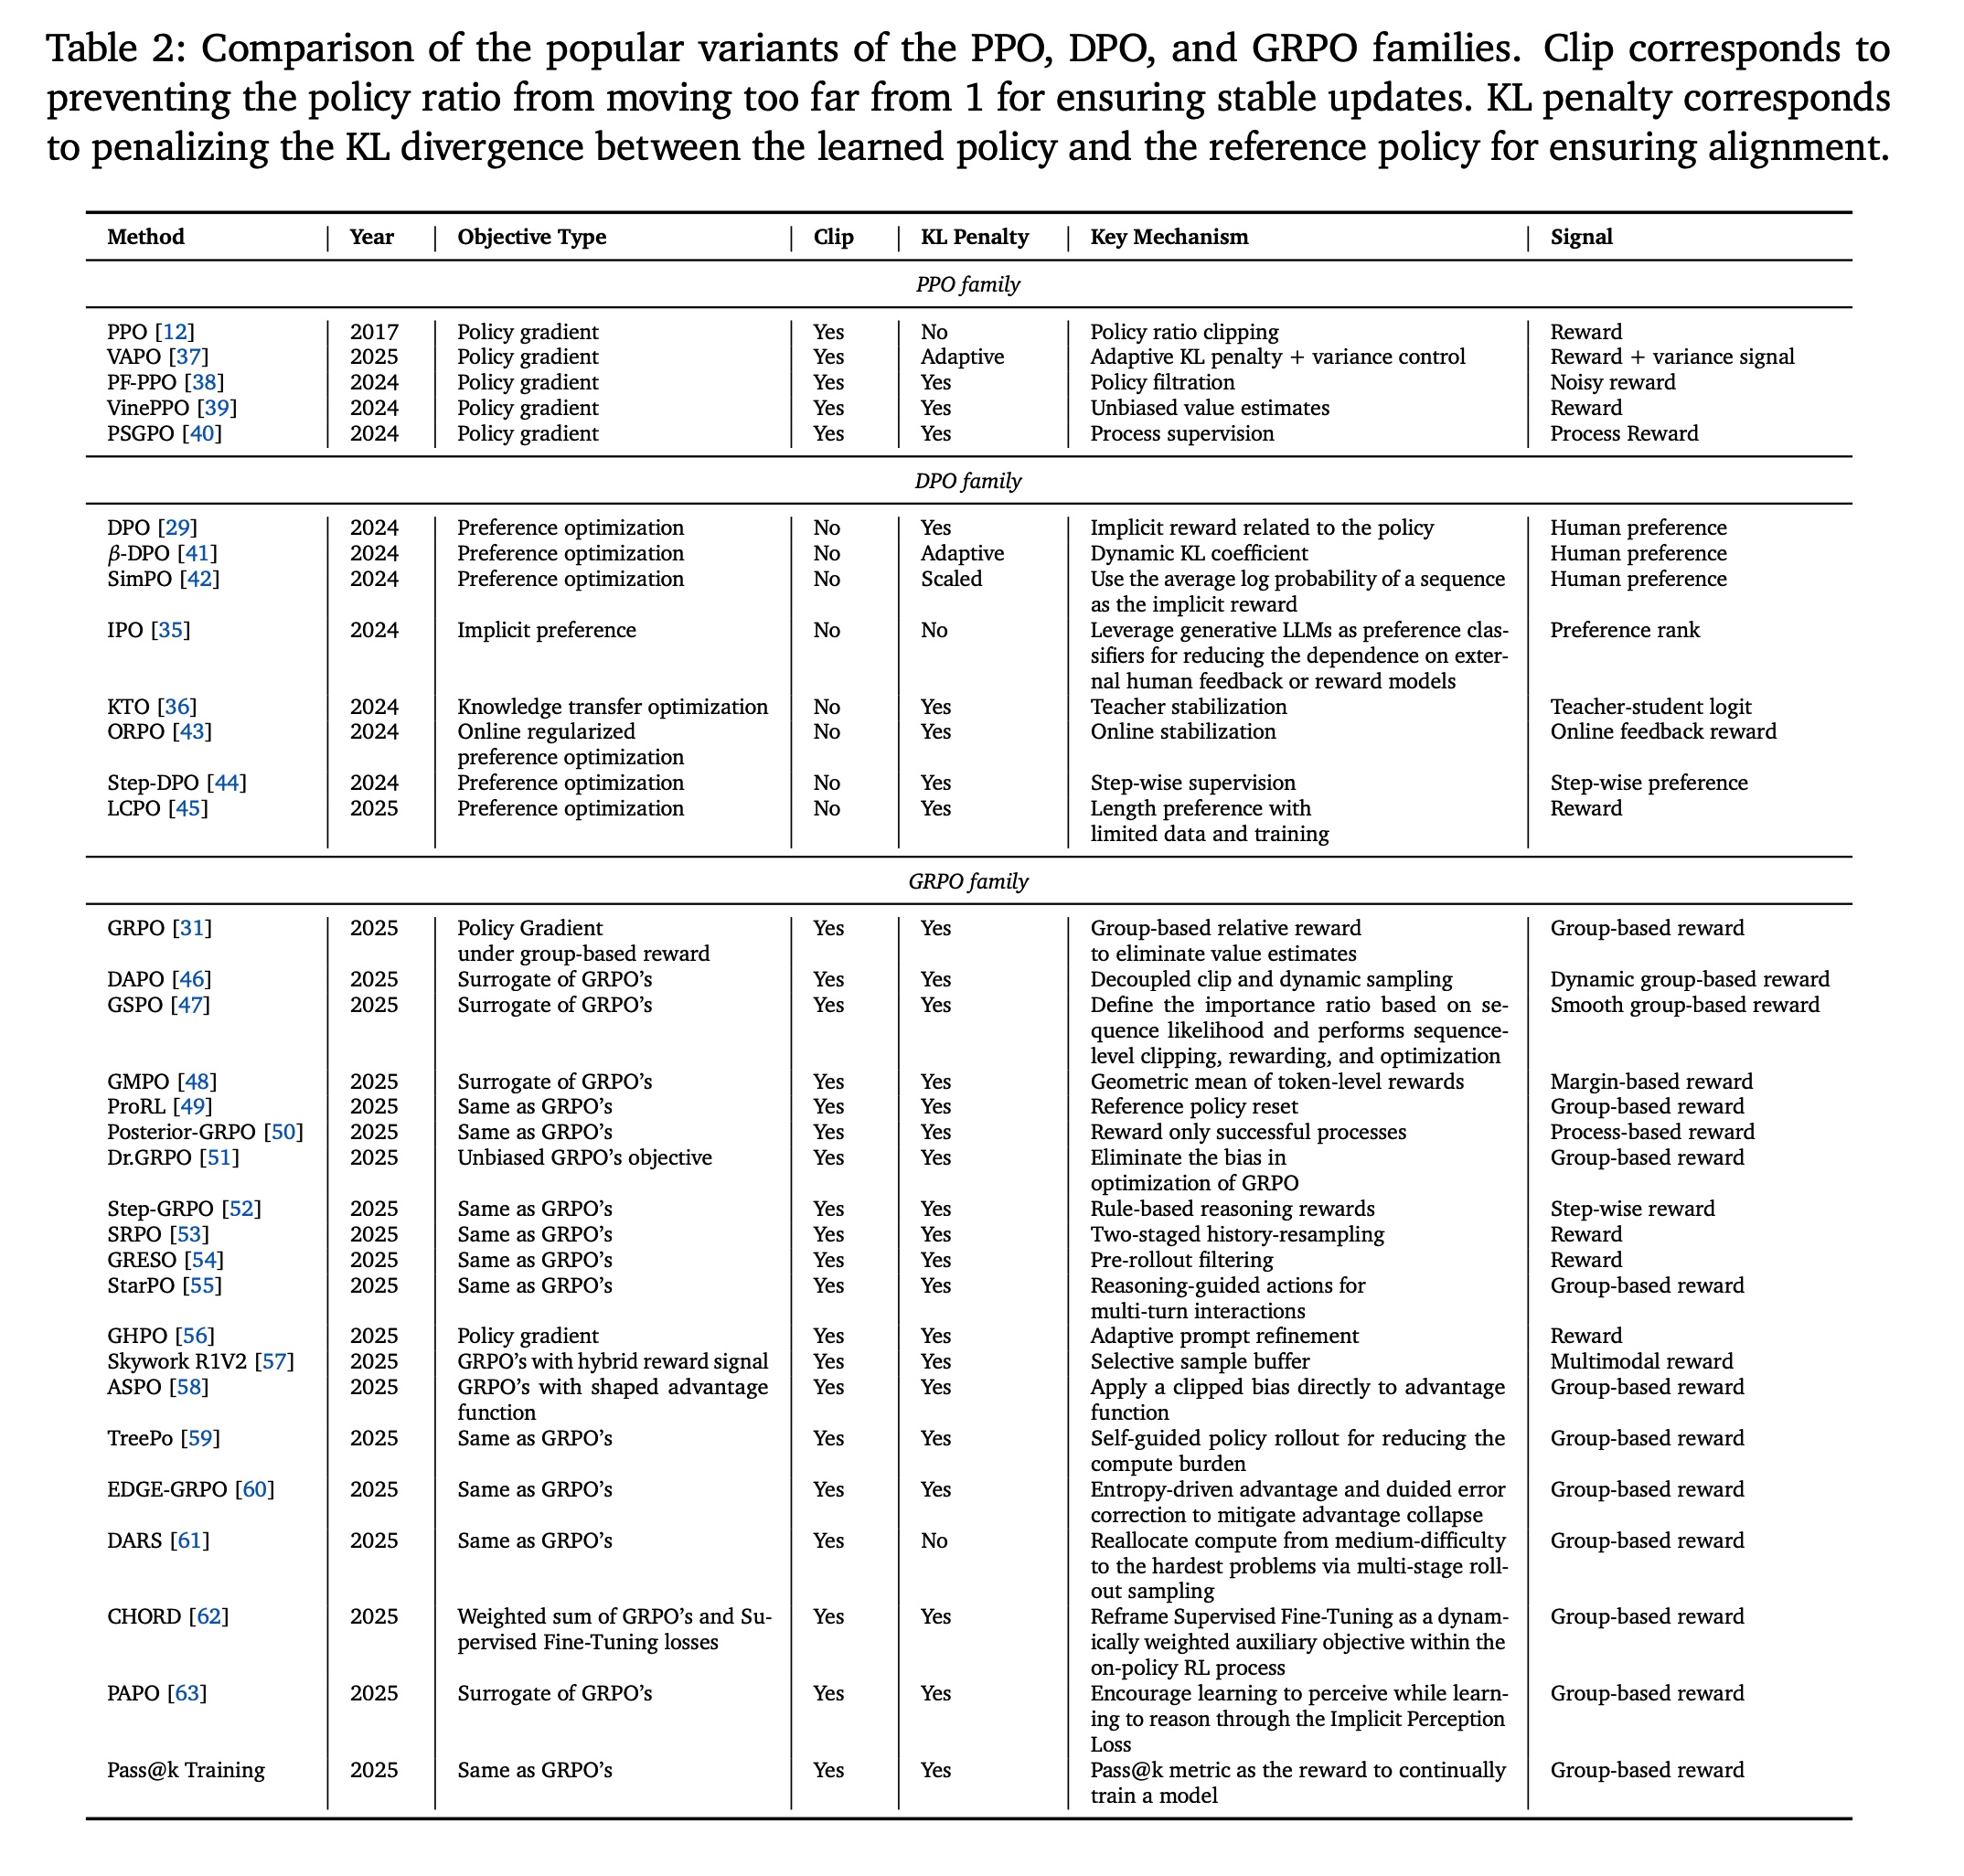 Table 2: Comparison of the popular variants of the PPO, DPO, and GRPO families. Clip corresponds to
preventing the policy ratio from moving too far from 1 for ensuring stable updates. KL penalty corresponds
to penalizing the KL divergence between the learned policy and the reference policy for ensuring alignment.
Method | Year | Objective Type | Clip | KL Penalty | Key Mechanism | Signal
PPO family
PPO [12] | 2017 | Policy gradient | Yes | No | Policy ratio clipping | Reward
VAPO [37] | 2025 | Policy gradient | Yes | Adaptive | Adaptive KL penalty + variance control | Reward + variance signal
PF-PPO [38] | 2024 | Policy gradient | Yes | Yes | Policy filtration | Noisy reward
VinePPO [39] | 2024 | Policy gradient | Yes | Yes | Unbiased value estimates | Reward
PSGPO [40] | 2024 | Policy gradient | Yes | Yes | Process supervision | Process Reward
DPO family
DPO [29] | 2024 | Preference optimization | No | Yes | Implicit reward related to the policy | Human preference
β-DPO [41] | 2024 | Preference optimization | No | Adaptive | Dynamic KL coefficient | Human preference
SimPO [42] | 2024 | Preference optimization | No | Scaled | Use the average log probability of a sequence | Human preference
as the implicit reward
IPO [35] | 2024 | Implicit preference | No | No | Leverage generative LLMs as preference clas- | Preference rank
sifiers for reducing the dependence on exter-
nal human feedback or reward models
KTO [36] | 2024 | Knowledge transfer optimization | No | Yes | Teacher stabilization | Teacher-student logit
ORPO [43] | 2024 | Online regularized | No | Yes | Online stabilization | Online feedback reward
preference optimization
Step-DPO [44] | 2024 | Preference optimization | No | Yes | Step-wise supervision | Step-wise preference
LCPO [45] | 2025 | Preference optimization | No | Yes | Length preference with | Reward
limited data and training
GRPO family
GRPO [31] | 2025 | Policy Gradient | Yes | Yes | Group-based relative reward | Group-based reward
under group-based reward | to eliminate value estimates
DAPO [46] | 2025 | Surrogate of GRPO's | Yes | Yes | Decoupled clip and dynamic sampling | Dynamic group-based reward
GSPO [47] | 2025 | Surrogate of GRPO's | Yes | Yes | Define the importance ratio based on se- | Smooth group-based reward
quence likelihood and performs sequence-
level clipping, rewarding, and optimization
GMPO [48] | 2025 | Surrogate of GRPO's | Yes | Yes | Geometric mean of token-level rewards | Margin-based reward
ProRL [49] | 2025 | Same as GRPO's | Yes | Yes | Reference policy reset | Group-based reward
Posterior-GRPO [50] | 2025 | Same as GRPO's | Yes | Yes | Reward only successful processes | Process-based reward
Dr.GRPO [51] | 2025 | Unbiased GRPO's objective | Yes | Yes | Eliminate the bias in | Group-based reward
optimization of GRPO
Step-GRPO [52] | 2025 | Same as GRPO's | Yes | Yes | Rule-based reasoning rewards | Step-wise reward
SRPO [53] | 2025 | Same as GRPO's | Yes | Yes | Two-staged history-resampling | Reward
GRESO [54] | 2025 | Same as GRPO's | Yes | Yes | Pre-rollout filtering | Reward
StarPO [55] | 2025 | Same as GRPO's | Yes | Yes | Reasoning-guided actions for | Group-based reward
multi-turn interactions
GHPO [56] | 2025 | Policy gradient | Yes | Yes | Adaptive prompt refinement | Reward
Skywork R1V2 [57] | 2025 | GRPO's with hybrid reward signal | Yes | Yes | Selective sample buffer | Multimodal reward
ASPO [58] | 2025 | GRPO's with shaped advantage | Yes | Yes | Apply a clipped bias directly to advantage | Group-based reward
function | function
TreePo [59] | 2025 | Same as GRPO's | Yes | Yes | Self-guided policy rollout for reducing the | Group-based reward
compute burden
EDGE-GRPO [60] | 2025 | Same as GRPO's | Yes | Yes | Entropy-driven advantage and duided error | Group-based reward
correction to mitigate advantage collapse
DARS [61] | 2025 | Same as GRPO's | Yes | No | Reallocate compute from medium-difficulty | Group-based reward
to the hardest problems via multi-stage roll-
out sampling
CHORD [62] | 2025 | Weighted sum of GRPO's and Su- | Yes | Yes | Reframe Supervised Fine-Tuning as a dynam- | Group-based reward
pervised Fine-Tuning losses | ically weighted auxiliary objective within the
on-policy RL process
PAPO [63] | 2025 | Surrogate of GRPO's | Yes | Yes | Encourage learning to perceive while learn- | Group-based reward
ing to reason through the Implicit Perception
Loss
Pass@k Training | 2025 | Same as GRPO's | Yes | Yes | Pass@k metric as the reward to continually | Group-based reward
train a model